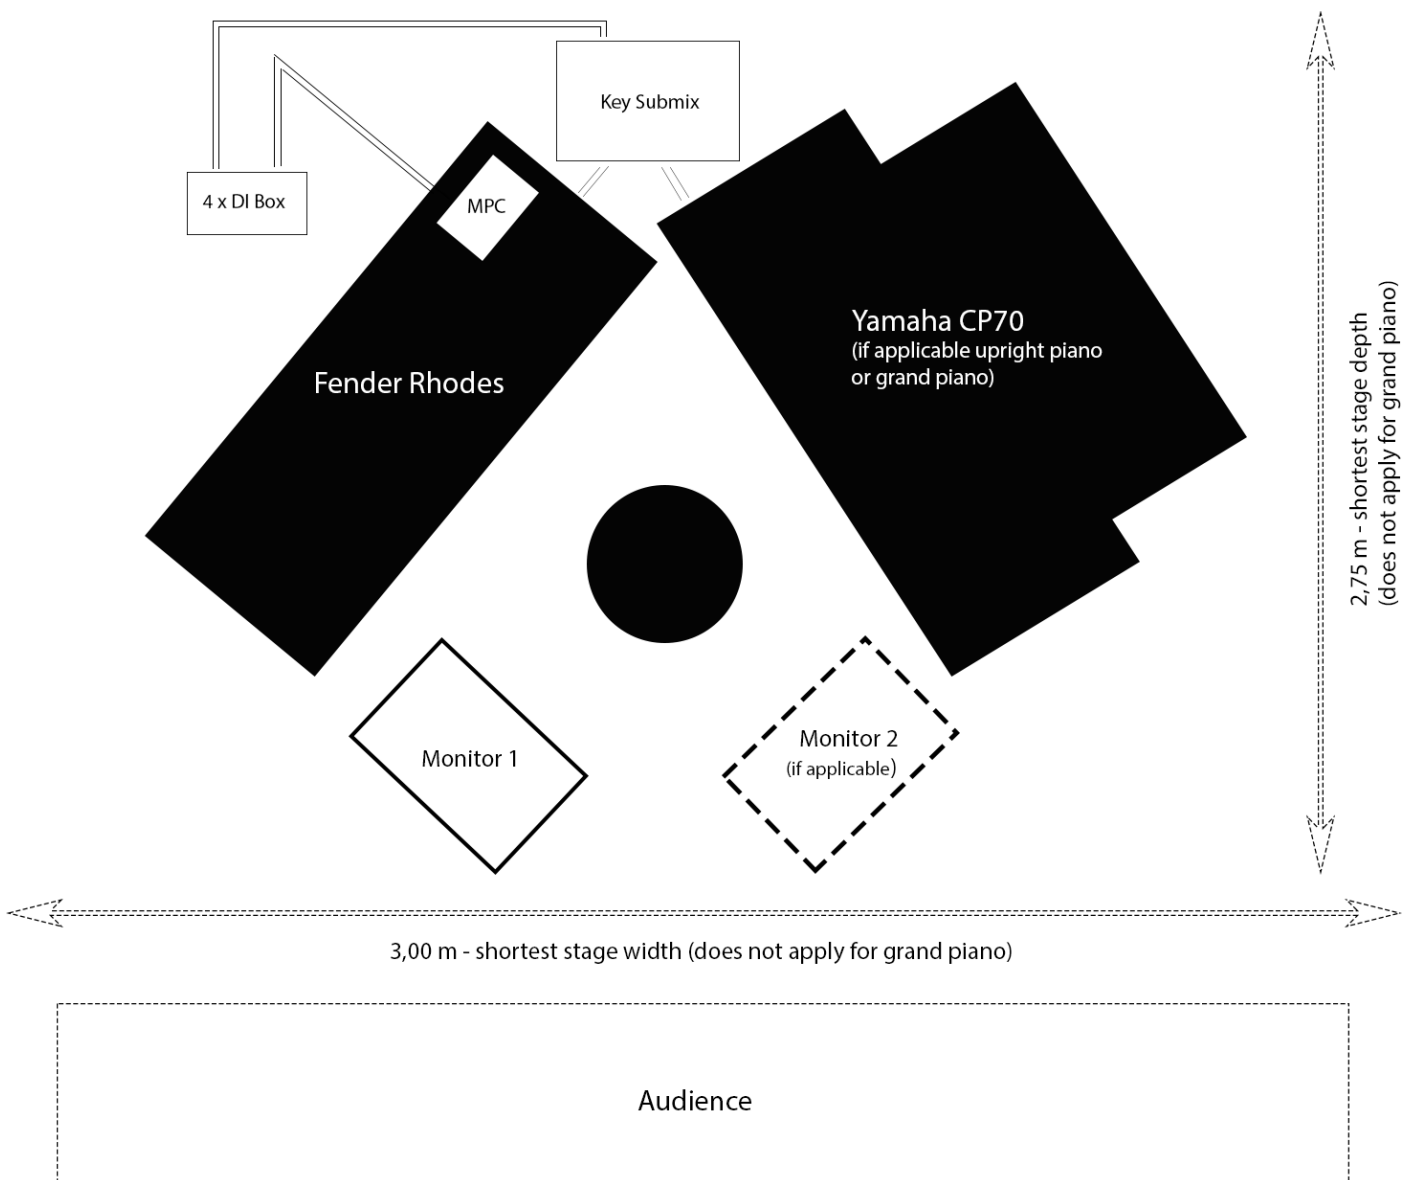 Key Submix
4 x DI Box
MPC
Yamaha CP70
(if applicable upright piano
or grand piano)
Fender Rhodes
2,75 m - shortest stage depth
(does not apply for grand piano)
Monitor 1
Monitor 2
(if applicable)
3,00 m - shortest stage width (does not apply for grand piano)
Audience